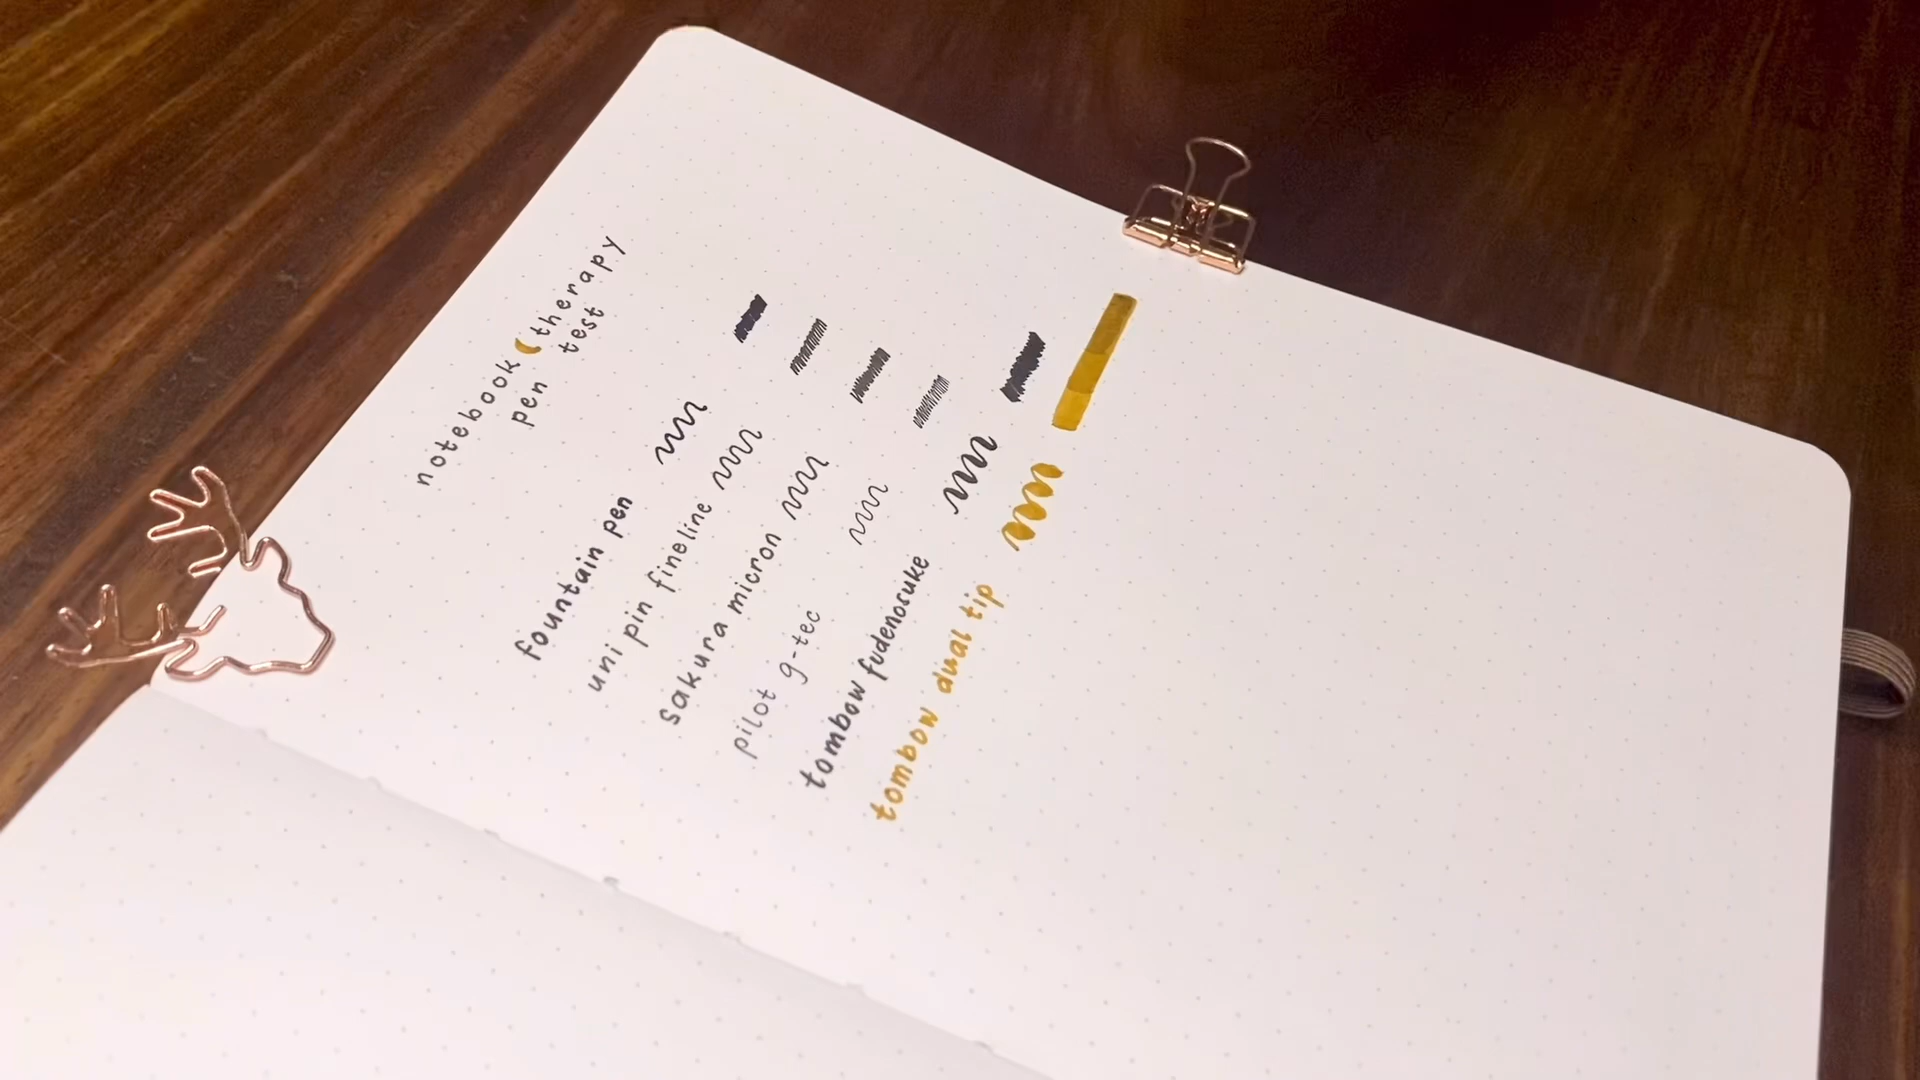 notebook therapy
pen test
fountain pen
uni pin fineline
sakura micron
pilot g-tec
tombow fudenosuke
tombow dual tip